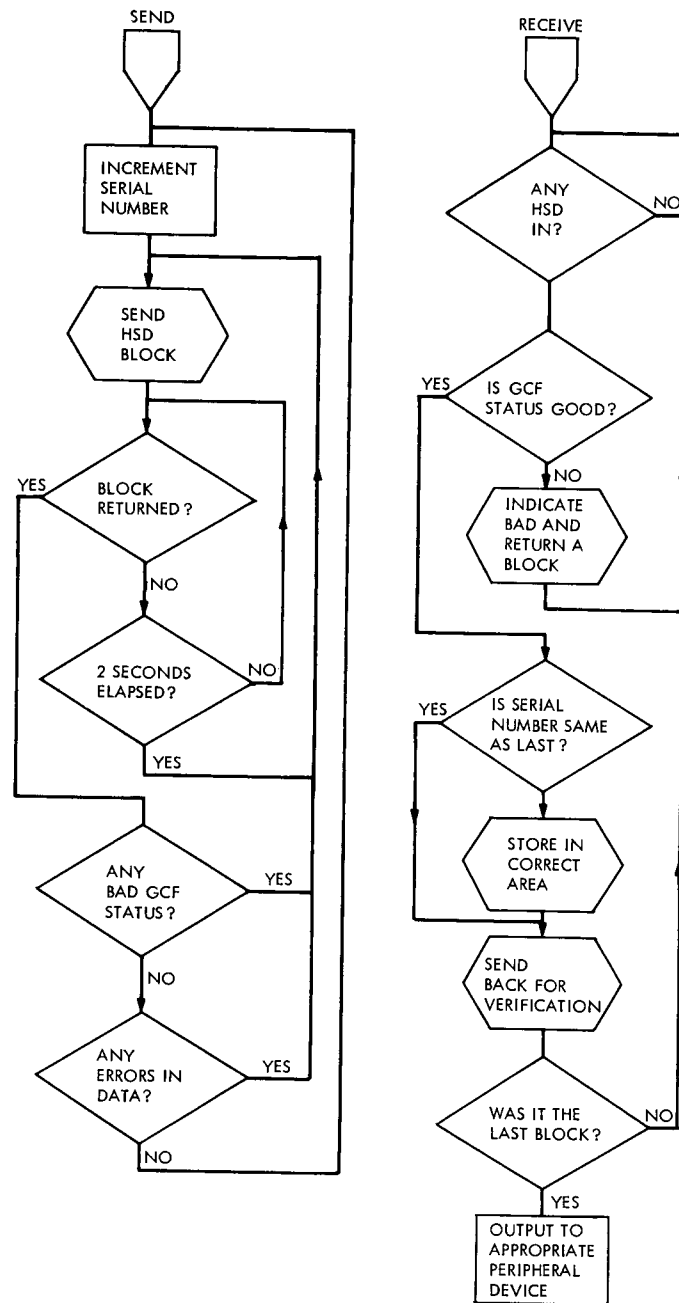 SEND
INCREMENT
SERIAL
NUMBER
SEND
HSD
BLOCK
YES
BLOCK
RETURNED?
NO
2 SECONDS
ELAPSED?
NO
YES
ANY
BAD GCF
STATUS?
YES
NO
ANY
ERRORS IN
DATA?
YES
NO
RECEIVE
ANY
HSD
IN?
NO
YES
IS GCF
STATUS GOOD?
NO
INDICATE
BAD AND
RETURN A
BLOCK
YES
IS SERIAL
NUMBER SAME
AS LAST?
STORE IN
CORRECT
AREA
SEND
BACK FOR
VERIFICATION
WAS IT THE
LAST BLOCK?
NO
YES
OUTPUT TO
APPROPRIATE
PERIPHERAL
DEVICE